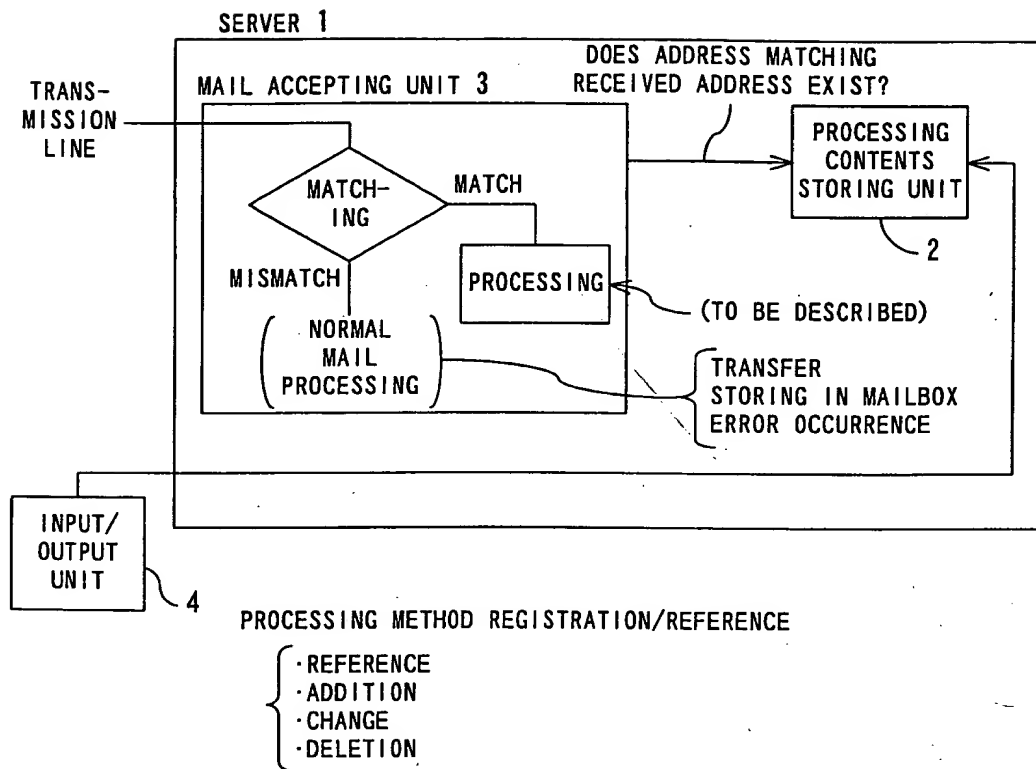 SERVER 1
TRANS-
MISSION
LINE
MAIL ACCEPTING UNIT 3
DOES ADDRESS MATCHING
RECEIVED ADDRESS EXIST?
MATCH-
ING
MATCH
MISMATCH
PROCESSING
NORMAL
MAIL
PROCESSING
(TO BE DESCRIBED)
TRANSFER
STORING IN MAILBOX
ERROR OCCURRENCE
PROCESSING
CONTENTS
STORING UNIT
2
INPUT/
OUTPUT
UNIT
4
PROCESSING METHOD REGISTRATION/REFERENCE
·REFERENCE
·ADDITION
·CHANGE
·DELETION